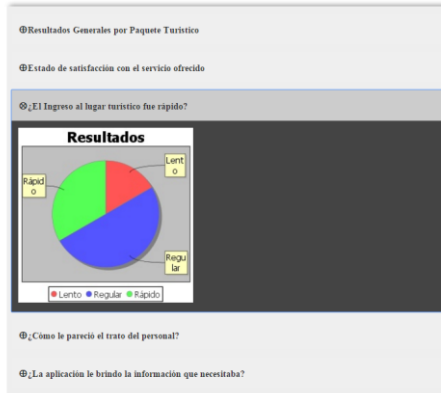 ⊕Resultados Generales por Paquete Turístico
⊕Estado de satisfacción con el servicio ofrecido
⊗¿El Ingreso al lugar turístico fue rápido?
Resultados
Lent
o
Rápid
o
Regu
lar
Lento Regular Rápido
⊕¿Cómo le pareció el trato del personal?
⊕¿La aplicación le brindo la información que necesitaba?